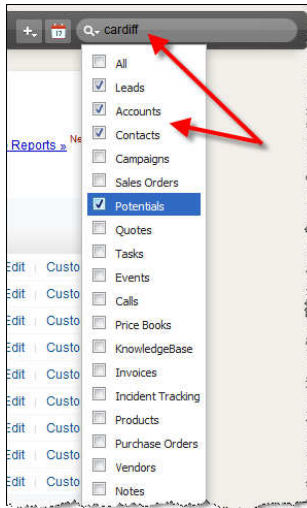 17
cardiff
All
Leads
Accounts
Contacts
Campaigns
Sales Orders
Potentials
Quotes
Tasks
Events
Calls
Price Books
KnowledgeBase
Invoices
Incident Tracking
Products
Purchase Orders
Vendors
Notes
Reports » Ne
Edit Custo
Edit Custo
Edit Custo
Edit Custo
Edit Custo
Edit Custo
Edit Custo
Edit Custo
Edit Custo